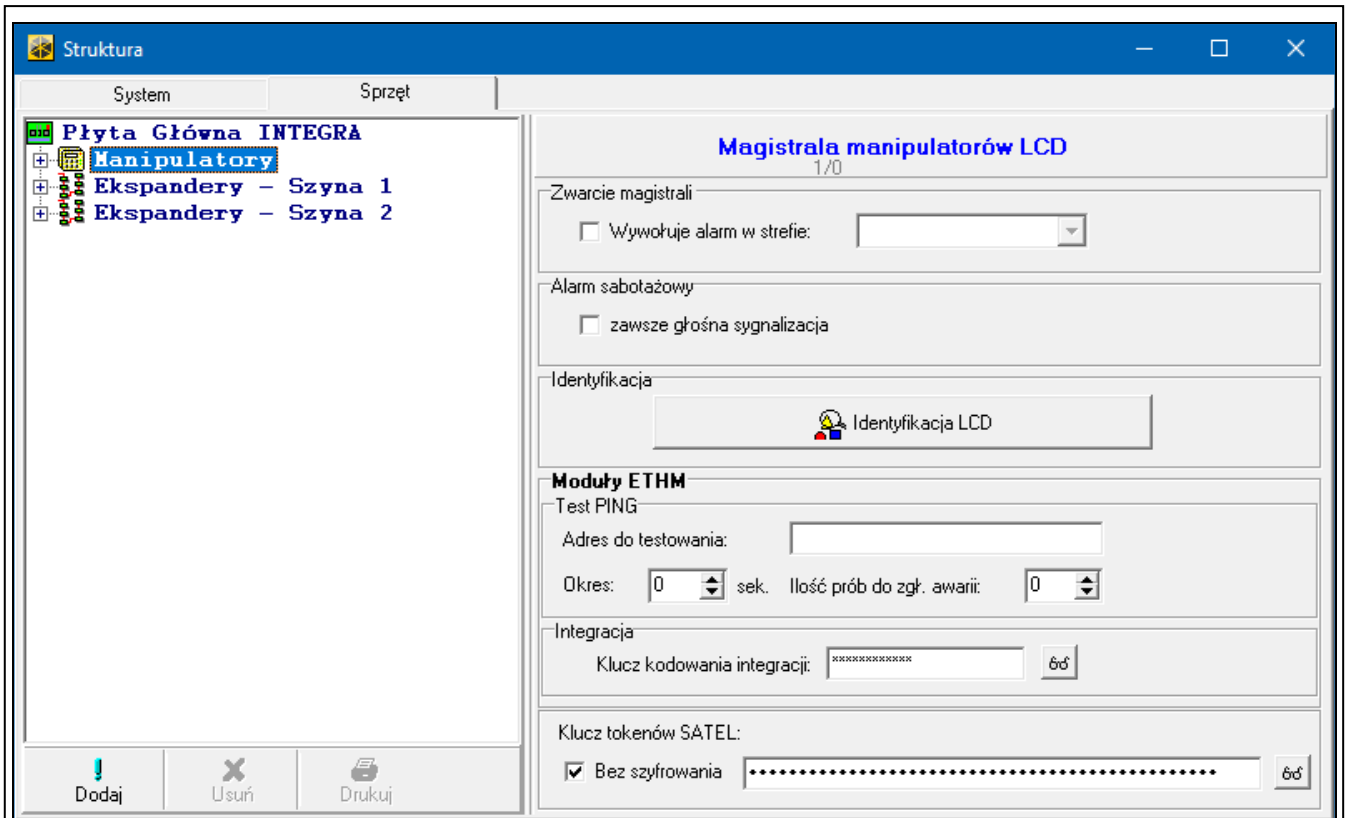 Struktura
System Sprzęt
Płyta Główna INTEGRA
Manipulatory
Ekspandery – Szyna 1
Ekspandery – Szyna 2
Dodaj Usuń Drukuj
Magistrala manipulatorów LCD
1/0
Zwarcie magistrali
Wywołuje alarm w strefie:
Alarm sabotażowy
zawsze głośna sygnalizacja
Identyfikacja
Identyfikacja LCD
Moduły ETHM
Test PING
Adres do testowania:
Okres: 0 sek. Ilość prób do zgł. awarii: 0
Integracja
Klucz kodowania integracji: ************
Klucz tokenów SATEL:
Bez szyfrowania ••••••••••••••••••••••••••••••••••••••••••••••••